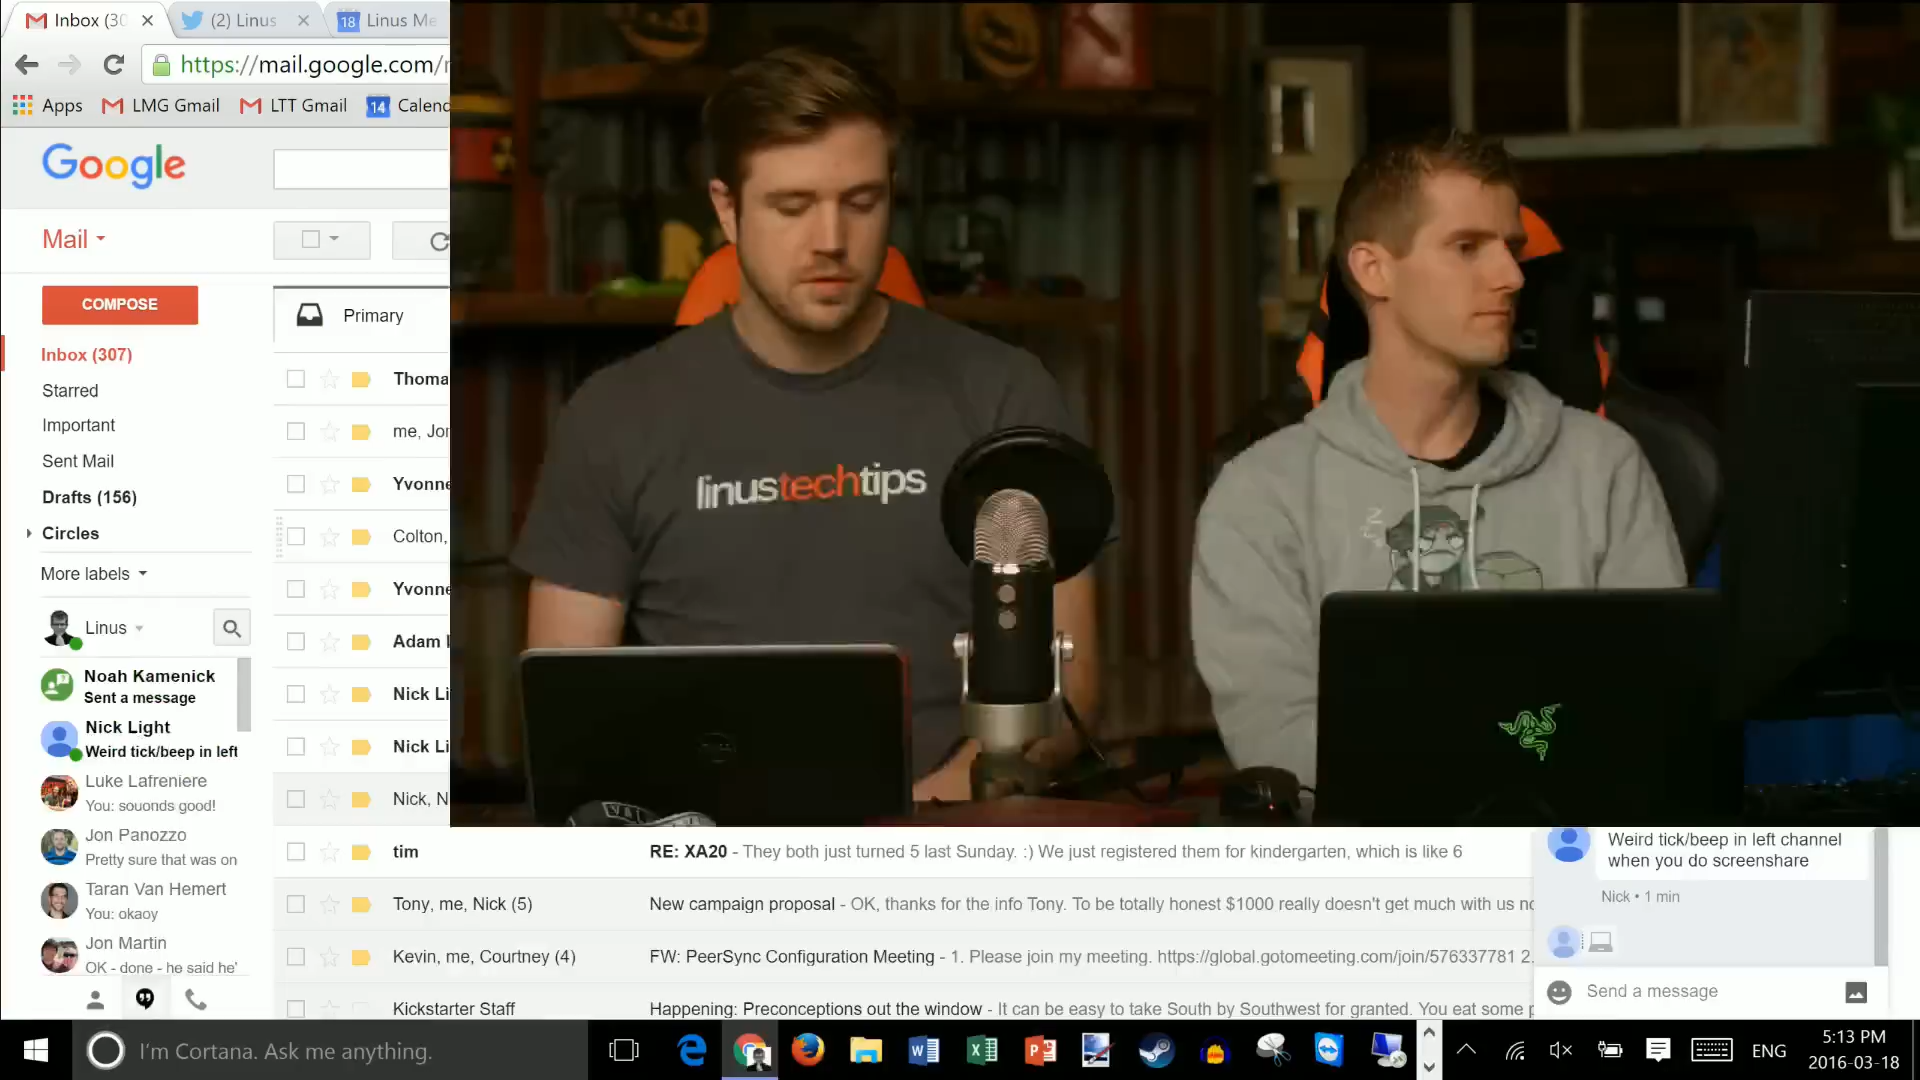 Inbox (30
(2) Linus
18
Linus Me
https://mail.google.com/
Apps
LMG Gmail
LTT Gmail
14
Calend
Google
Mail
COMPOSE
Primary
Inbox (307)
Starred
Important
Sent Mail
Drafts (156)
Circles
More labels
Linus
Noah Kamenick
Sent a message
Nick Light
Weird tick/beep in left
Luke Lafreniere
You: souonds good!
Jon Panozzo
Pretty sure that was on
Taran Van Hemert
You: okaoy
Jon Martin
OK - done - he said he'
Thoma
me, Jor
Yvonne
Colton,
Yvonne
Adam
Nick Li
Nick Li
Nick, N
tim RE: XA20 - They both just turned 5 last Sunday. :) We just registered them for kindergarten, which is like 6
Tony, me, Nick (5) New campaign proposal - OK, thanks for the info Tony. To be totally honest $1000 really doesn't get much with us no
Kevin, me, Courtney (4) FW: PeerSync Configuration Meeting - 1. Please join my meeting. https://global.gotomeeting.com/join/576337781 2.
Kickstarter Staff Happening: Preconceptions out the window - It can be easy to take South by Southwest for granted. You eat some p
linustechtips
Weird tick/beep in left channel
when you do screenshare
Nick • 1 min
Send a message
I'm Cortana. Ask me anything.
ENG
5:13 PM
2016-03-18